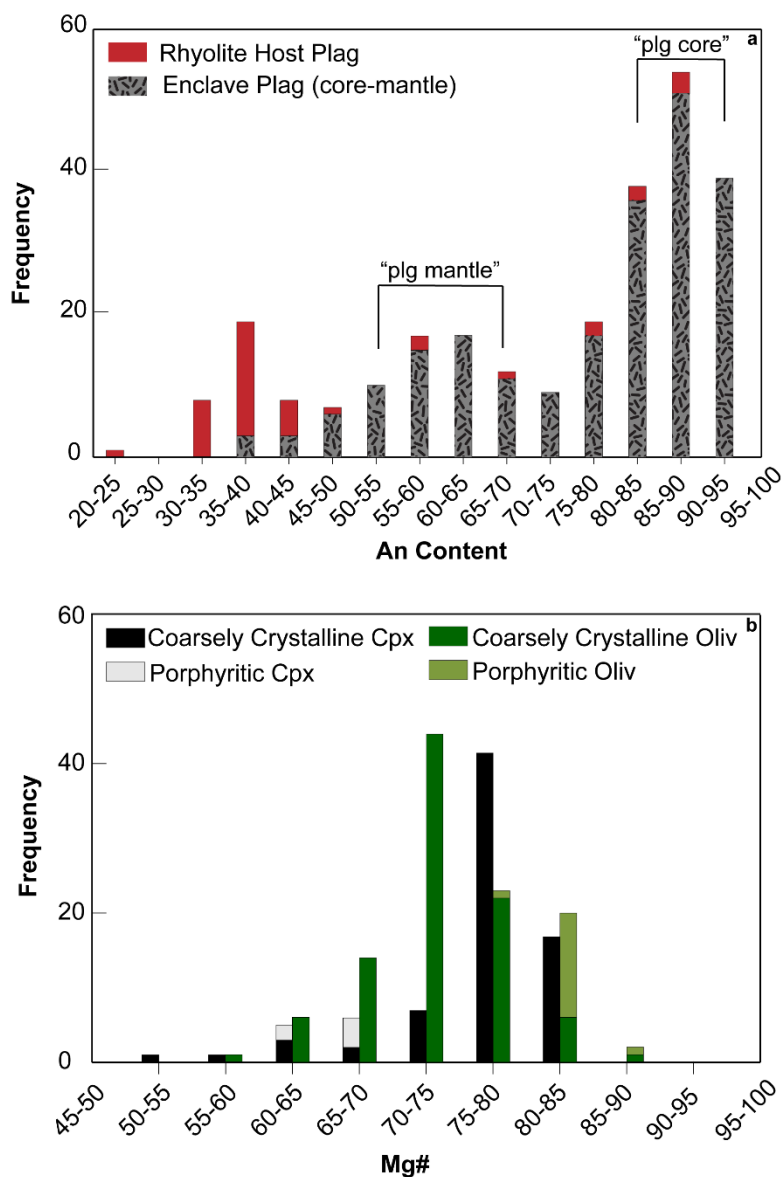 60
a
Rhyolite Host Plag
"plg core"
Enclave Plag (core-mantle)
40
"plg mantle"
20
0
Frequency
20-25
25-30
30-35
35-40
40-45
45-50
50-55
55-60
60-65
65-70
70-75
75-80
80-85
85-90
90-95
95-100
An Content
60
b
Coarsely Crystalline Cpx
Coarsely Crystalline Oliv
Porphyritic Cpx
Porphyritic Oliv
40
20
0
Frequency
45-50
50-55
55-60
60-65
65-70
70-75
75-80
80-85
85-90
90-95
95-100
Mg#